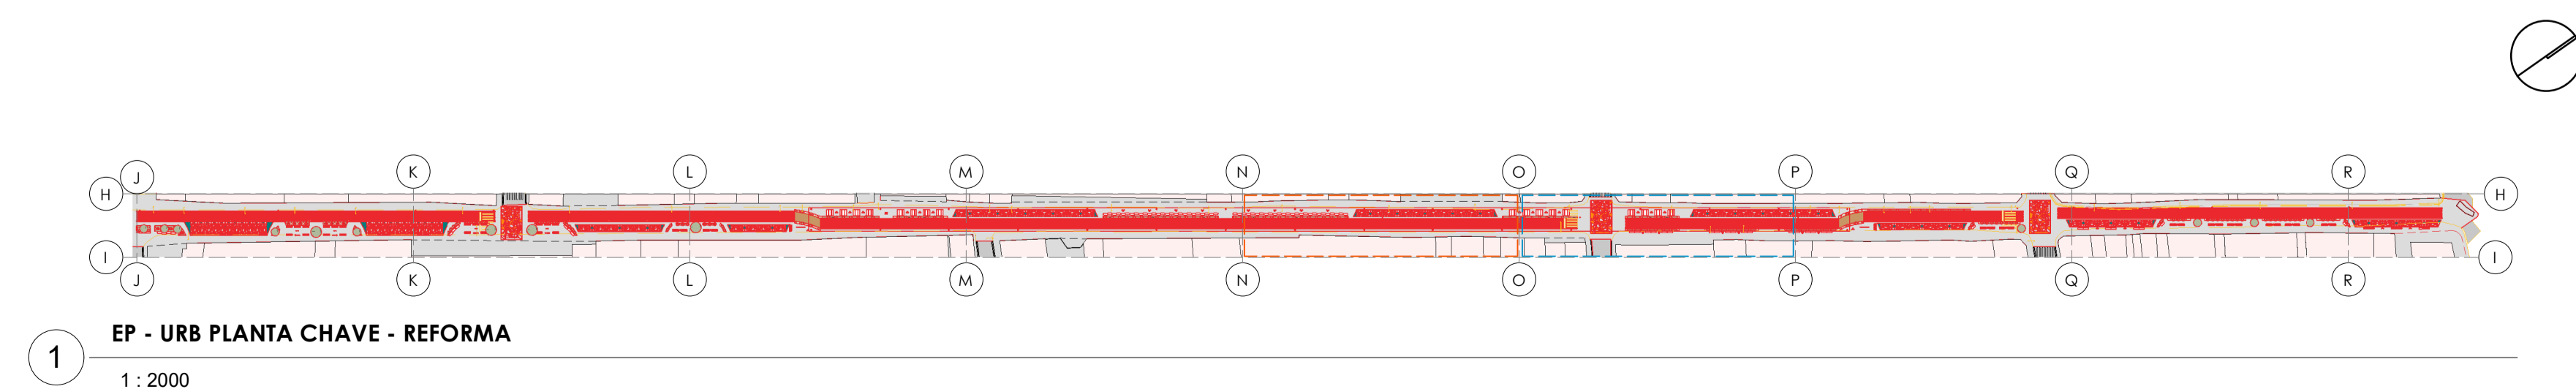 J K L M N O P Q R
H H
I I
J K L M N O P Q R
EP - URB PLANTA CHAVE - REFORMA
1
1 : 2000